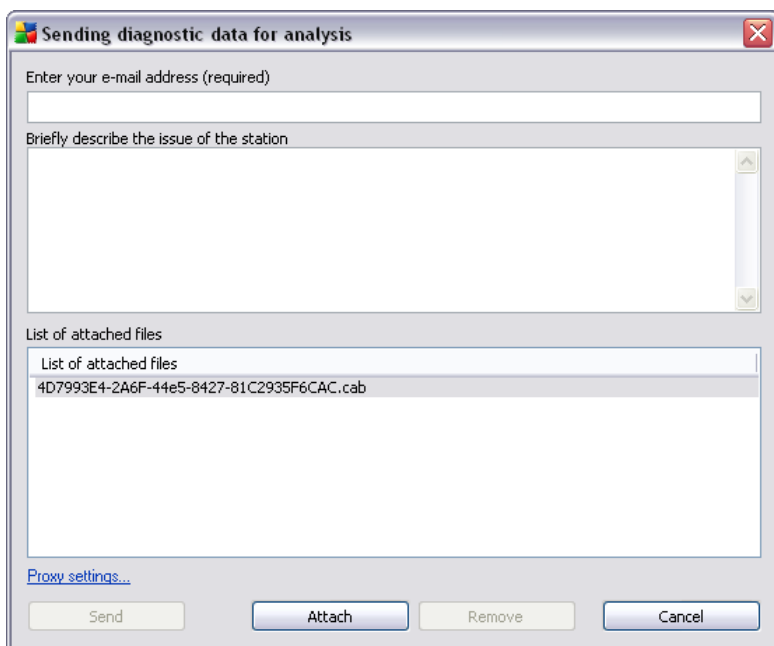 Sending diagnostic data for analysis
Enter your e-mail address (required)
Briefly describe the issue of the station
List of attached files
List of attached files
4D7993E4-2A6F-44e5-8427-81C2935F6CAC.cab
Proxy settings...
Send Attach Remove Cancel